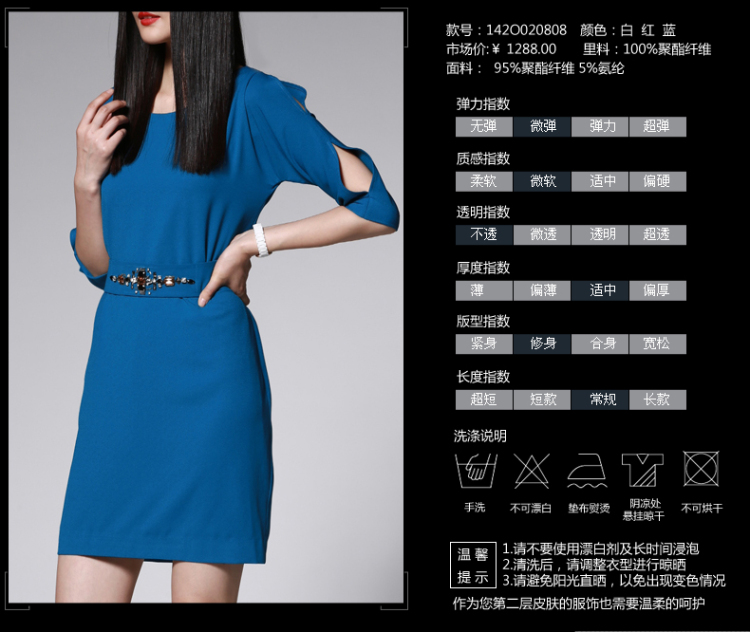 款号：142O020808 颜色：白 红 蓝
市场价:¥ 1288.00 里料：100%聚酯纤维
面料： 95%聚酯纤维 5%氨纶
弹力指数
无弹 微弹 弹力 超弹
质感指数
柔软 微软 适中 偏硬
透明指数
不透 微透 透明 超透
厚度指数
薄 偏薄 适中 偏厚
版型指数
紧身 修身 合身 宽松
长度指数
超短 短款 常规 长款
洗涤说明
手洗 不可漂白 垫布熨烫 阴凉处 不可烘干
悬挂晾干
温馨
提示
1.请不要使用漂白剂及长时间浸泡
2.清洗后，请调整衣型进行晾晒
3.请避免阳光直晒，以免出现变色情况
作为您第二层皮肤的服饰也需要温柔的呵护